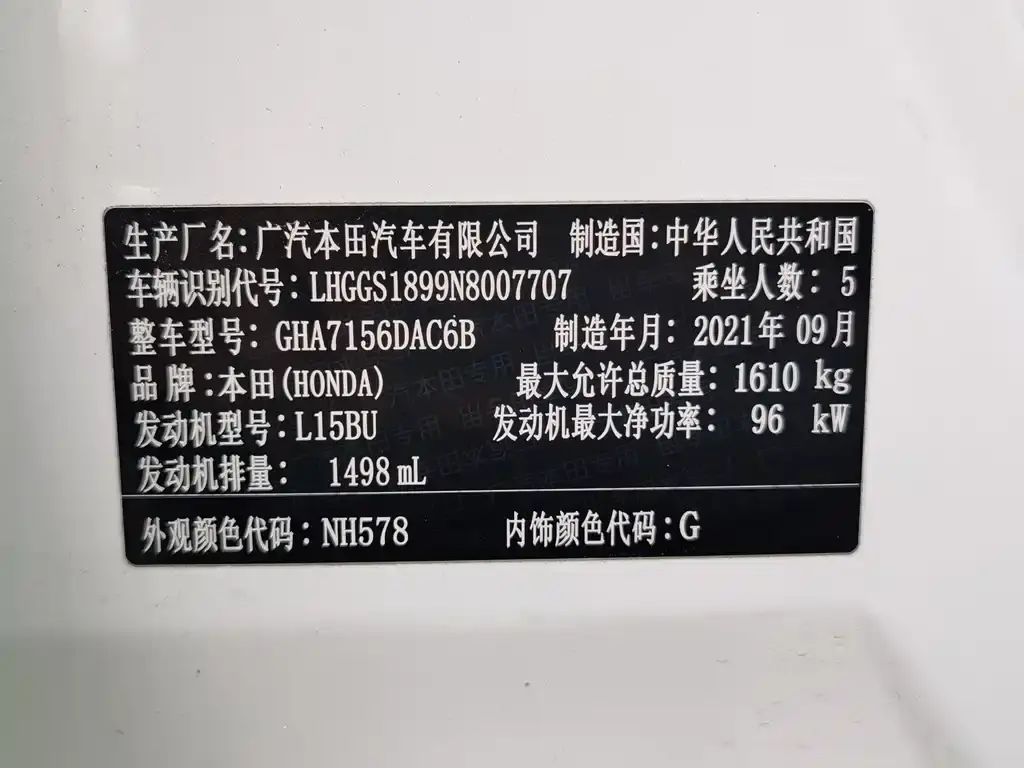 生产厂名:广汽本田汽车有限公司 制造国:中华人民共和国
车辆识别代号:LHGGS1899N8007707 乘坐人数:5
整车型号:GHA7156DAC6B 制造年月:2021年09月
品牌:本田(HONDA) 最大允许总质量:1610 kg
发动机型号:L15BU 发动机最大净功率:96 kW
发动机排量: 1498 mL
外观颜色代码:NH578 内饰颜色代码:G